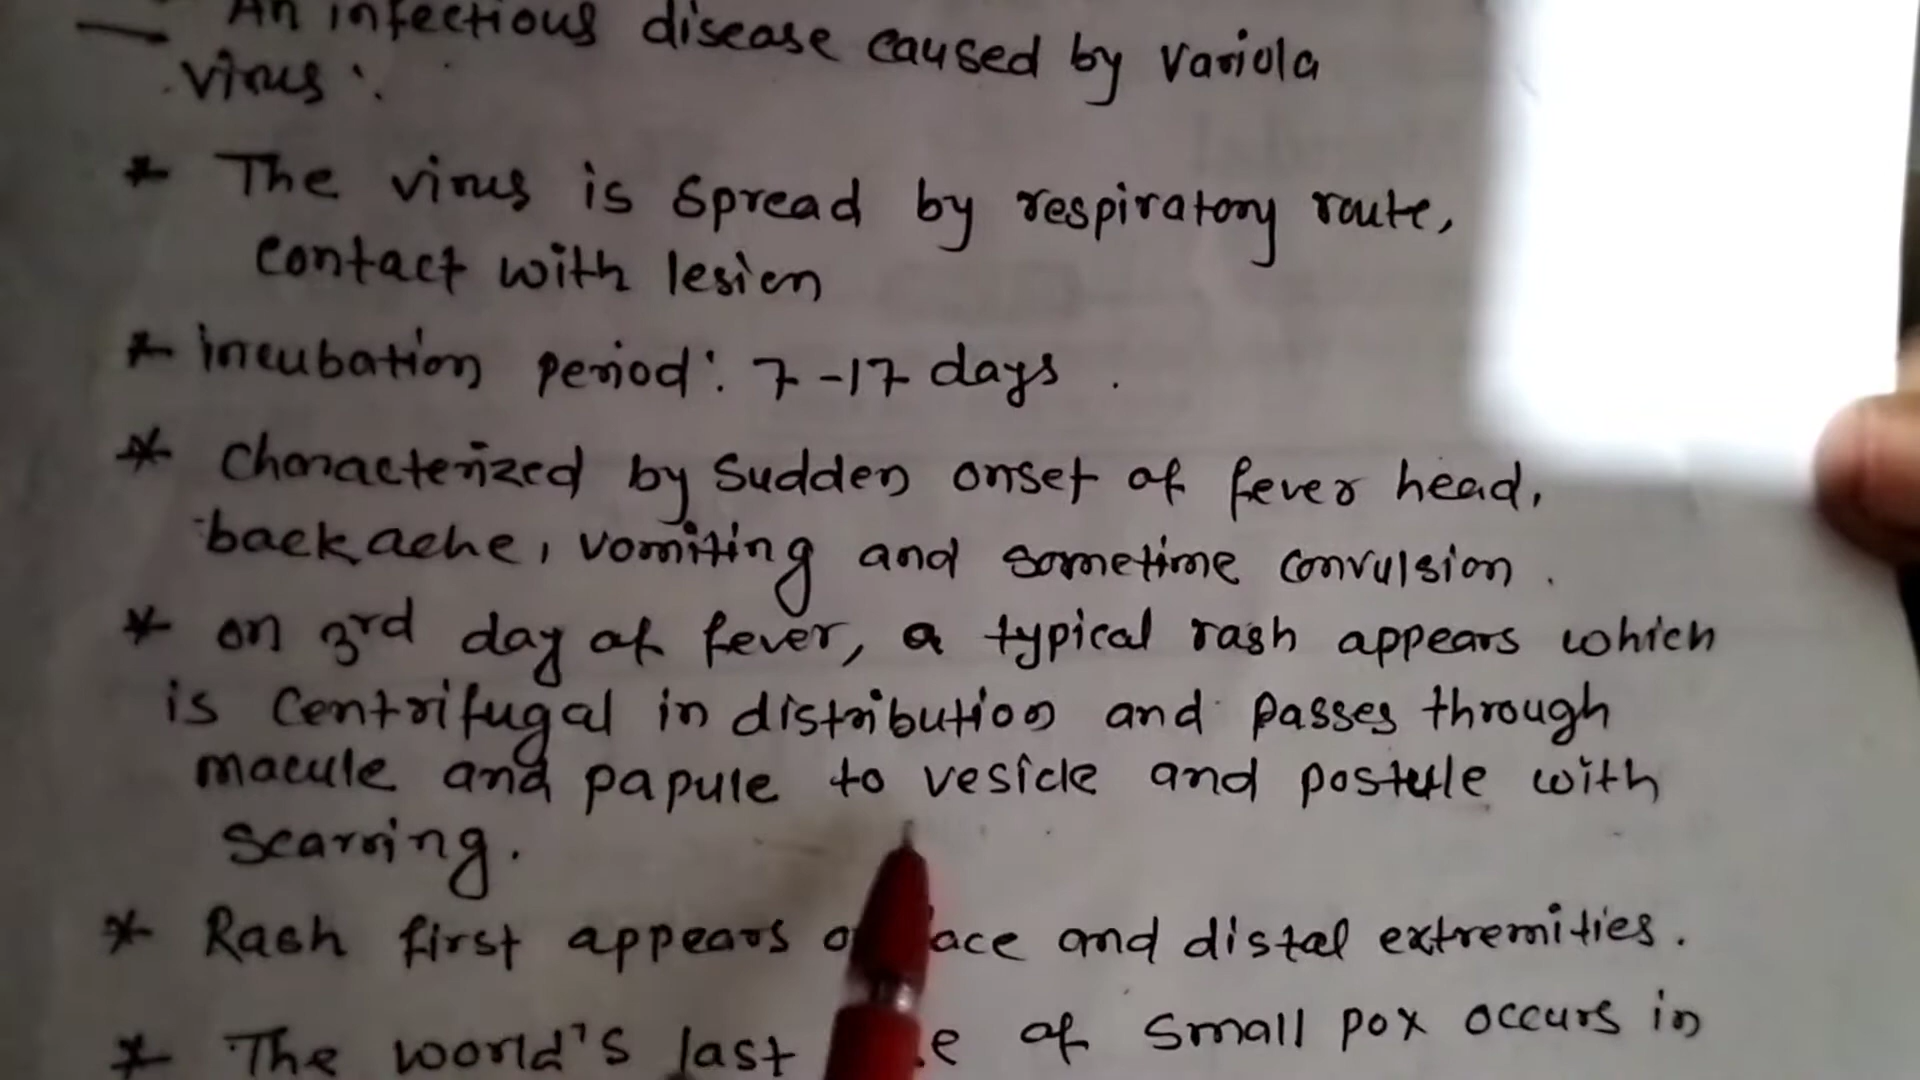 An infectious disease caused by Variola
virus:
* The virus is spread by respiratory route,
contact with lesion
* incubation period: 7-17 days.
* Characterized by Sudden onset of fever head,
backache, vomiting and sometime convulsion.
* on 3rd day of fever, a typical rash appears which
is Centrifugal in distribution and passes through
macule and papule to vesicle and postule with
scarring.
* Rash first appears and distal extremities.
* The world's last of small pox occurs in